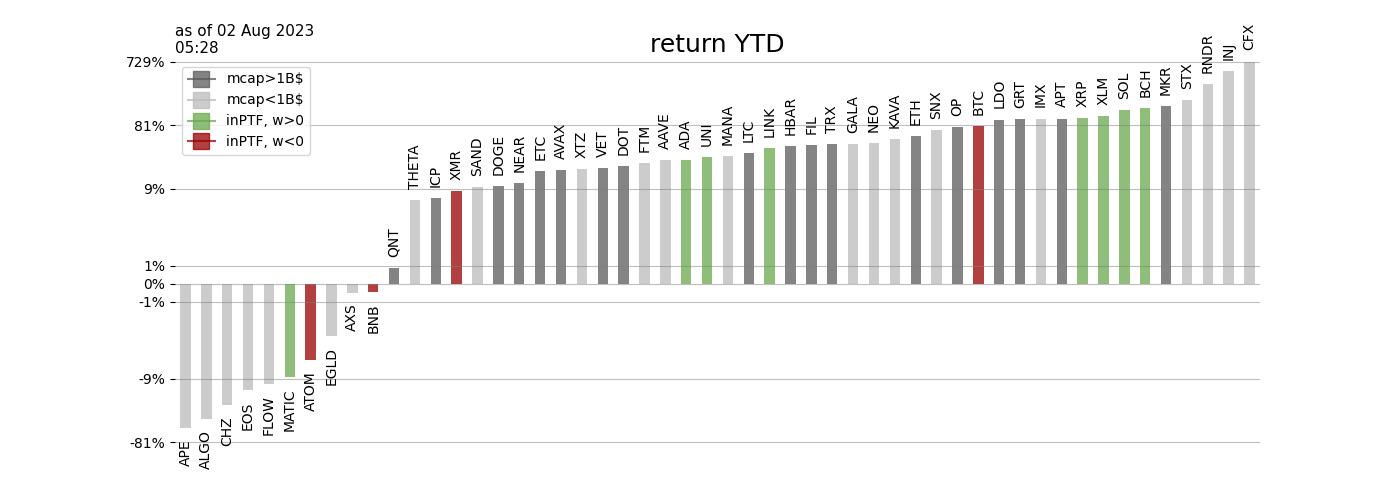 as of 02 Aug 2023
05:28
return YTD
729%
81%
9%
1%
0%
-1%
-9%
-81%
mcap>1B$
mcap<1B$
inPTF, w>0
inPTF, w<0
APE
ALGO
CHZ
EOS
FLOW
MATIC
ATOM
EGLD
AXS
BNB
QNT
THETA
ICP
XMR
SAND
DOGE
NEAR
ETC
AVAX
XTZ
VET
DOT
FTM
AAVE
ADA
UNI
MANA
LTC
LINK
HBAR
FIL
TRX
GALA
NEO
KAVA
ETH
SNX
OP
BTC
LDO
GRT
IMX
APT
XRP
XLM
SOL
BCH
MKR
STX
RNDR
INJ
CFX